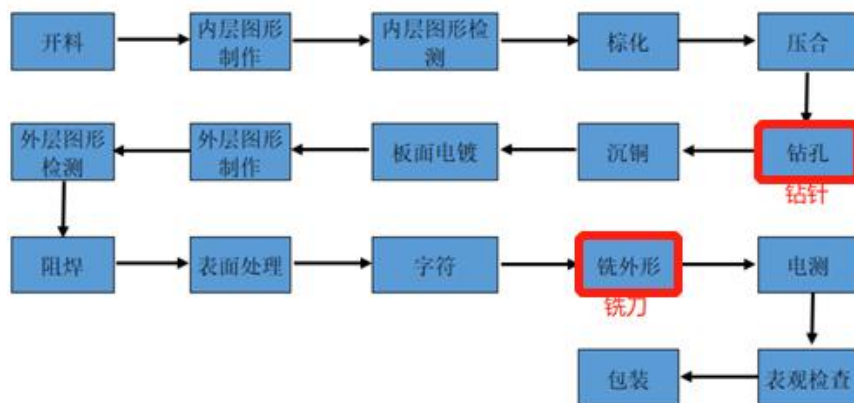 开料
内层图形
制作
内层图形检
测
棕化
压合
外层图形
检测
外层图形
制作
板面电镀
沉铜
钻孔
钻针
阻焊
表面处理
字符
铣外形
铣刀
电测
包装
表观检查